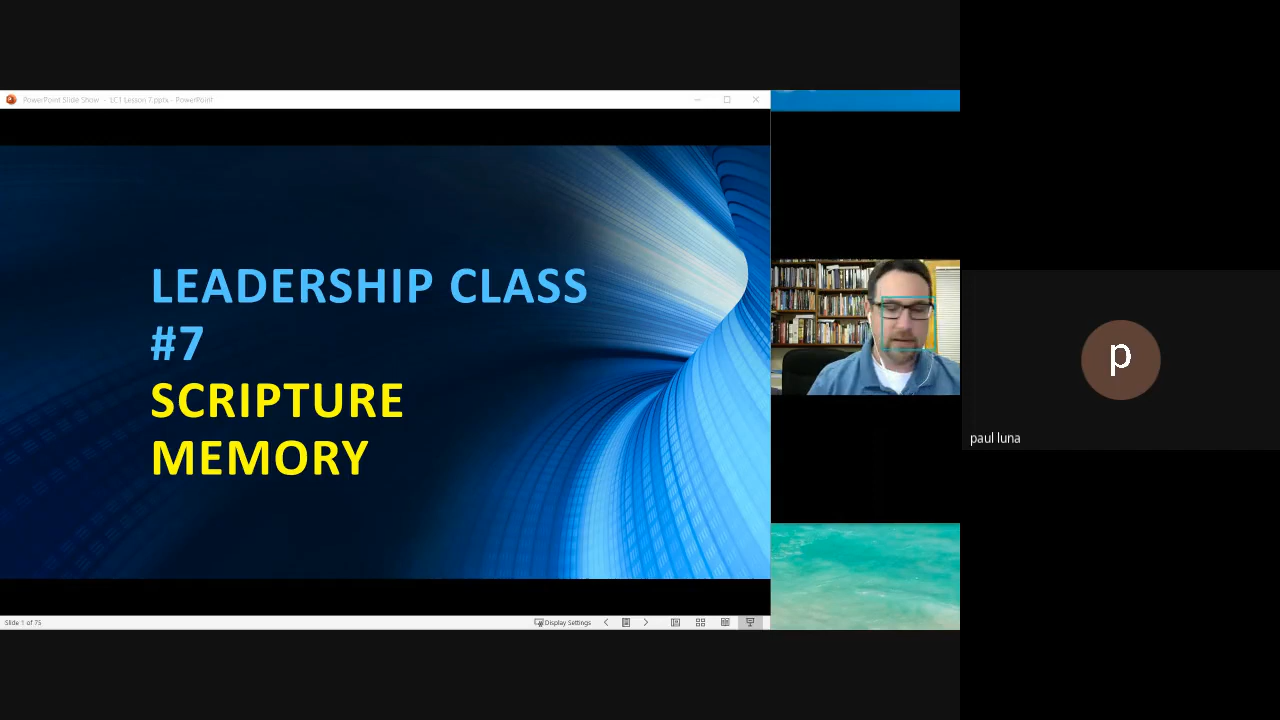 PowerPoint Slide Show - LC1 Lesson 7.pptx - PowerPoint
LEADERSHIP CLASS
#7
SCRIPTURE
MEMORY
p
paul luna
Slide 1 of 75
Display Settings